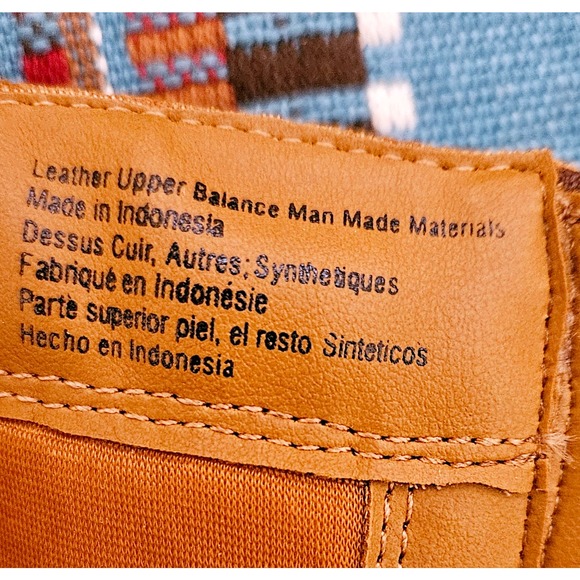 Leather Upper Balance Man Made Materials
Made in Indonesia
Dessus Cuir, Autres; Synthetiques
Fabriqué en Indonésie
Parte superior piel, el resto Sinteticos
Hecho en Indonesia